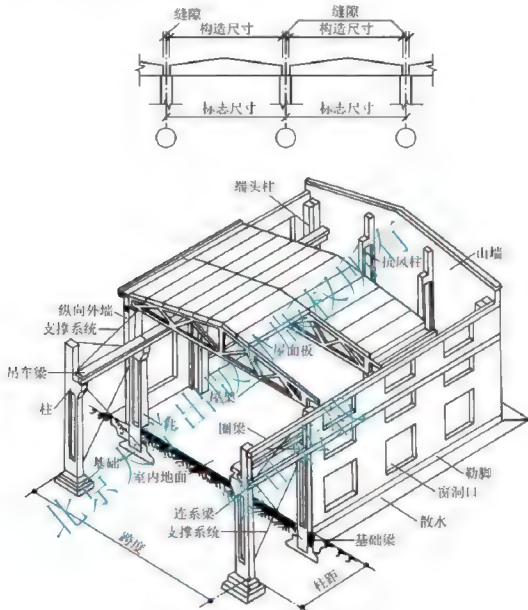 缝隙
缝隙
构造尺寸
构造尺寸
标志尺寸
标志尺寸
端头柱
山墙
抗风柱
纵向外墙
支撑系统
屋面板
吊车梁
屋架
柱
圈梁
基础
室内地面
勒脚
窗洞口
连系梁
支撑系统
散水
基础梁
跨度
柱距